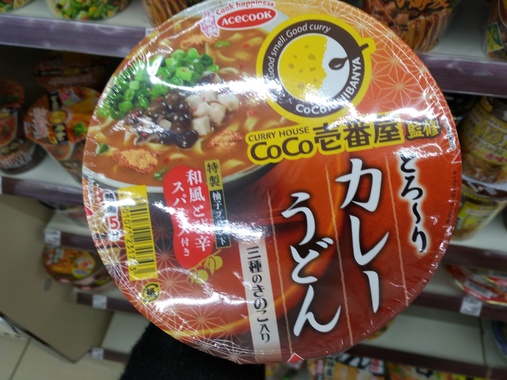 Cook happiness
ACECOOK
Good smell. Good curry
CoCoICHIBANYA
CURRY HOUSE
CoCo壱番屋監修
とろ〜り
カレー
うどん
特製
和風と辛
スパイス付き
三種のきのこ入り